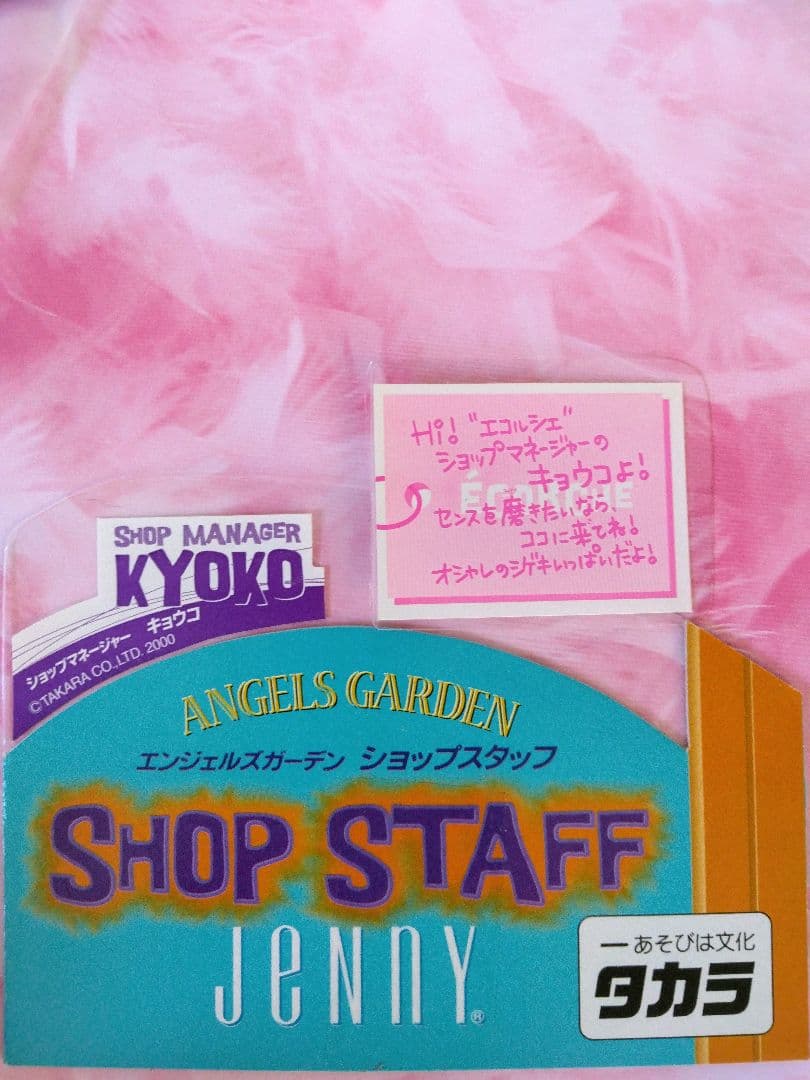 Hi! "エコルシェ"
ショップマネージャーの
キョウコよ!
センスを磨きたいなら、
ココに来てね!
オシャレのシゲキいっぱいだよ!
SHOP MANAGER
KYOKO
ショップマネージャー キョウコ
©TAKARA CO.,LTD. 2000
ANGELS GARDEN
エンジェルズガーデン ショップスタッフ
SHOP STAFF
JeNNY®
ーあそびは文化
タカラ